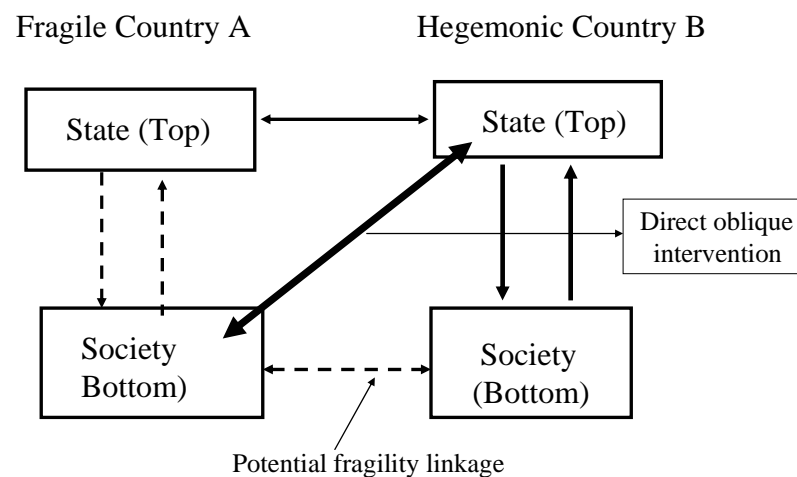 Fragile Country A
Hegemonic Country B
State (Top)
State (Top)
Direct oblique
intervention
Society
Bottom)
Society
(Bottom)
Potential fragility linkage